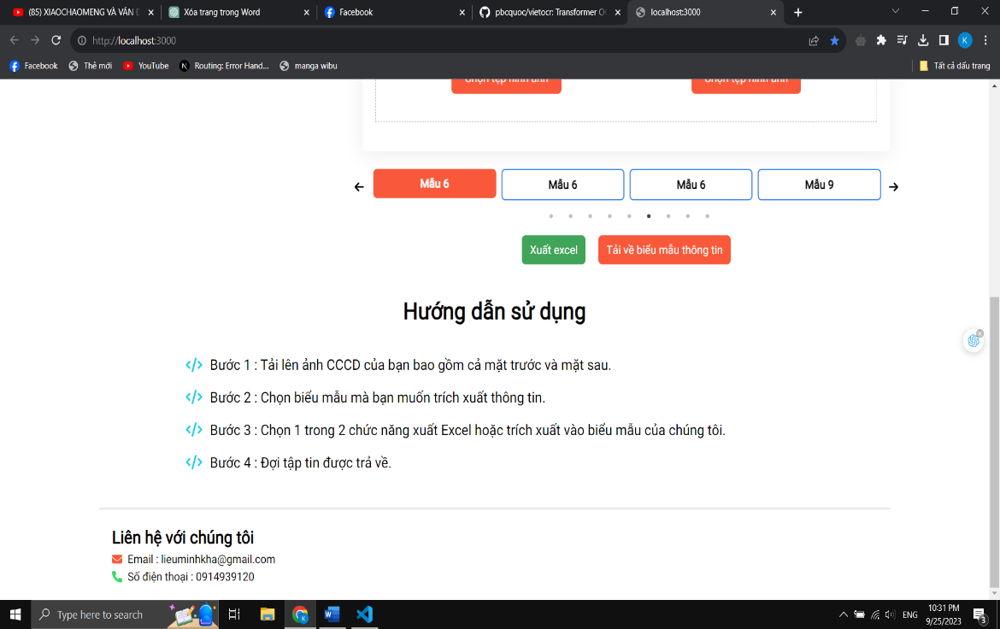 (85) XIAOCHAOMENG VÀ VÁN
Xóa trang trong Word
Facebook
pbcquoc/vietocr: Transformer O
localhost:3000
http://localhost:3000
K
Facebook
Thẻ mới
YouTube
N Routing: Error Hand...
manga wibu
Tất cả dấu trang
Chọn tệp hình ảnh Chọn tệp hình ảnh
Mẫu 6 Mẫu 6 Mẫu 6 Mẫu 9
Xuất excel Tải về biểu mẫu thông tin
Hướng dẫn sử dụng
Bước 1 : Tải lên ảnh CCCD của bạn bao gồm cả mặt trước và mặt sau.
Bước 2 : Chọn biểu mẫu mà bạn muốn trích xuất thông tin.
Bước 3 : Chọn 1 trong 2 chức năng xuất Excel hoặc trích xuất vào biểu mẫu của chúng tôi.
Bước 4 : Đợi tập tin được trả về.
Liên hệ với chúng tôi
Email : lieuminhkha@gmail.com
Số điện thoại : 0914939120
Type here to search
ENG
10:31 PM
9/25/2023
3